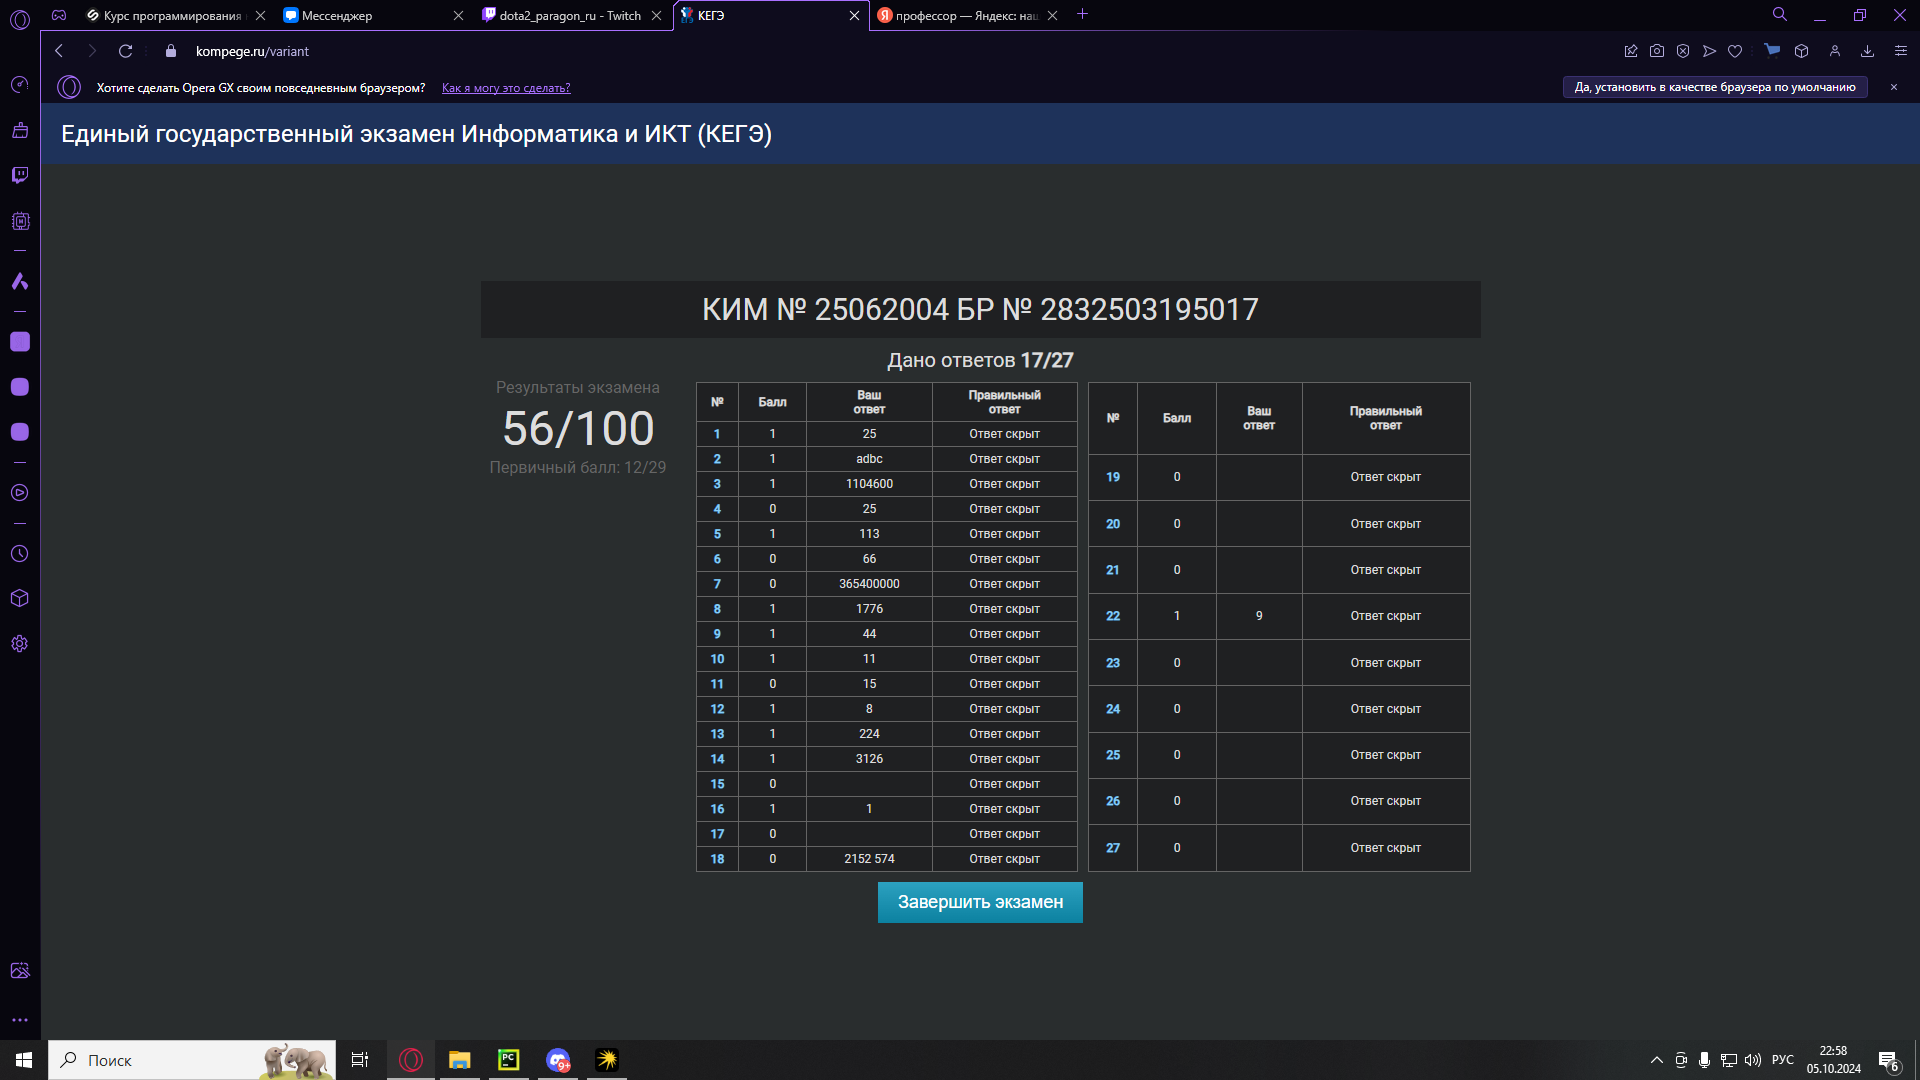 Курс программирования
Мессенджер
dota2_paragon_ru - Twitch
КЕГЭ
профессор — Яндекс: наш
kompege.ru/variant
Хотите сделать Opera GX своим повседневным браузером? Как я могу это сделать?
Да, установить в качестве браузера по умолчанию
Единый государственный экзамен Информатика и ИКТ (КЕГЭ)
КИМ № 25062004 БР № 2832503195017
Дано ответов 17/27
Результаты экзамена
56/100
Первичный балл: 12/29
№ Балл Ваш ответ Правильный ответ
1 1 25 Ответ скрыт
2 1 adbc Ответ скрыт
3 1 1104600 Ответ скрыт
4 0 25 Ответ скрыт
5 1 113 Ответ скрыт
6 0 66 Ответ скрыт
7 0 365400000 Ответ скрыт
8 1 1776 Ответ скрыт
9 1 44 Ответ скрыт
10 1 11 Ответ скрыт
11 0 15 Ответ скрыт
12 1 8 Ответ скрыт
13 1 224 Ответ скрыт
14 1 3126 Ответ скрыт
15 0 Ответ скрыт
16 1 1 Ответ скрыт
17 0 Ответ скрыт
18 0 2152 574 Ответ скрыт
№ Балл Ваш ответ Правильный ответ
19 0 Ответ скрыт
20 0 Ответ скрыт
21 0 Ответ скрыт
22 1 9 Ответ скрыт
23 0 Ответ скрыт
24 0 Ответ скрыт
25 0 Ответ скрыт
26 0 Ответ скрыт
27 0 Ответ скрыт
Завершить экзамен
Поиск
PC
9+
РУС
22:58
05.10.2024
6